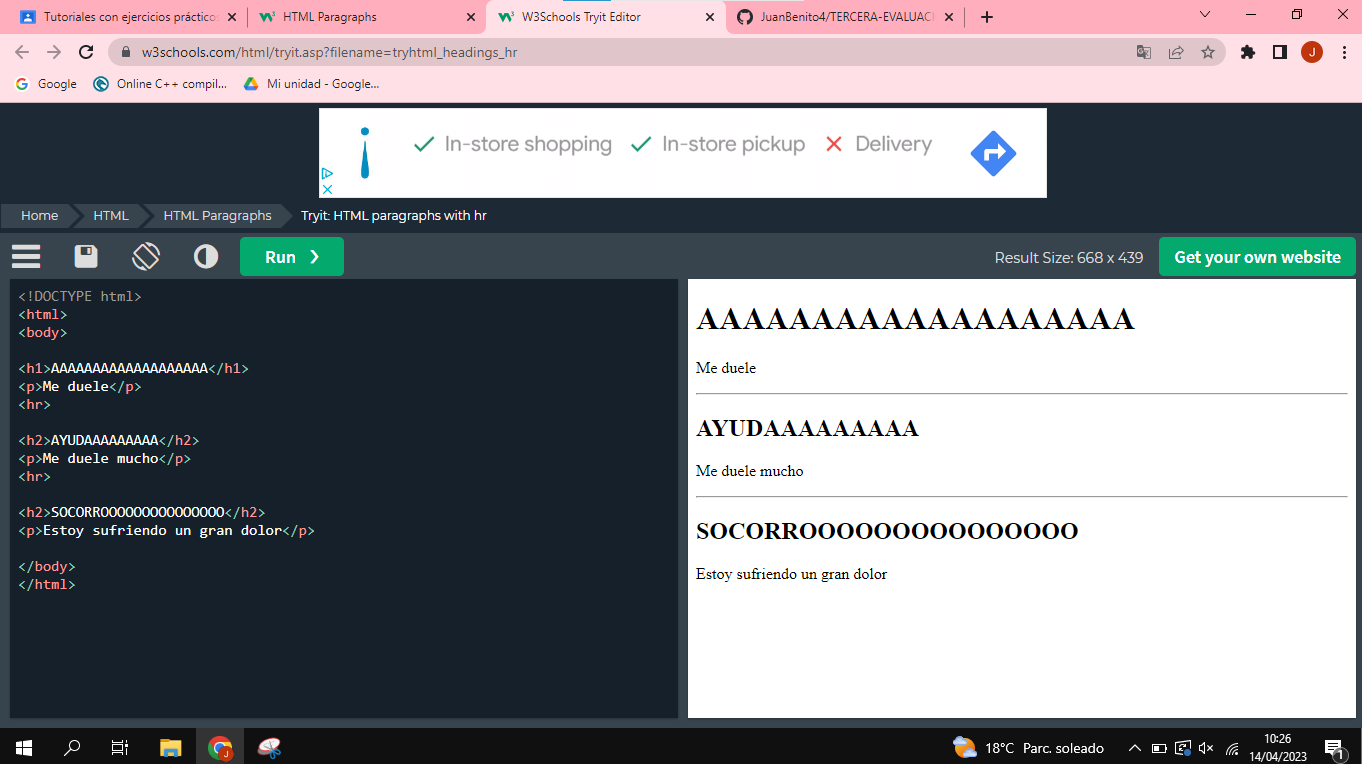 Tutoriales con ejercicios práctico
HTML Paragraphs
W3Schools Tryit Editor
JuanBenito4/TERCERA-EVALUAC
w3schools.com/html/tryit.asp?filename=tryhtml_headings_hr
J
Google
Online C++ compil...
Mi unidad - Google...
In-store shopping
In-store pickup
Delivery
Home
HTML
HTML Paragraphs
Tryit: HTML paragraphs with hr
Run ❯
Result Size: 668 x 439
Get your own website
<!DOCTYPE html>
<html>
<body>
<h1>AAAAAAAAAAAAAAAAAAA</h1>
<p>Me duele</p>
<hr>
<h2>AYUDAAAAAAAAA</h2>
<p>Me duele mucho</p>
<hr>
<h2>SOCORROOOOOOOOOOOOOOO</h2>
<p>Estoy sufriendo un gran dolor</p>
</body>
</html>
AAAAAAAAAAAAAAAAAAA
Me duele
AYUDAAAAAAAAA
Me duele mucho
SOCORROOOOOOOOOOOOOOO
Estoy sufriendo un gran dolor
18°C Parc. soleado
10:26
14/04/2023
1